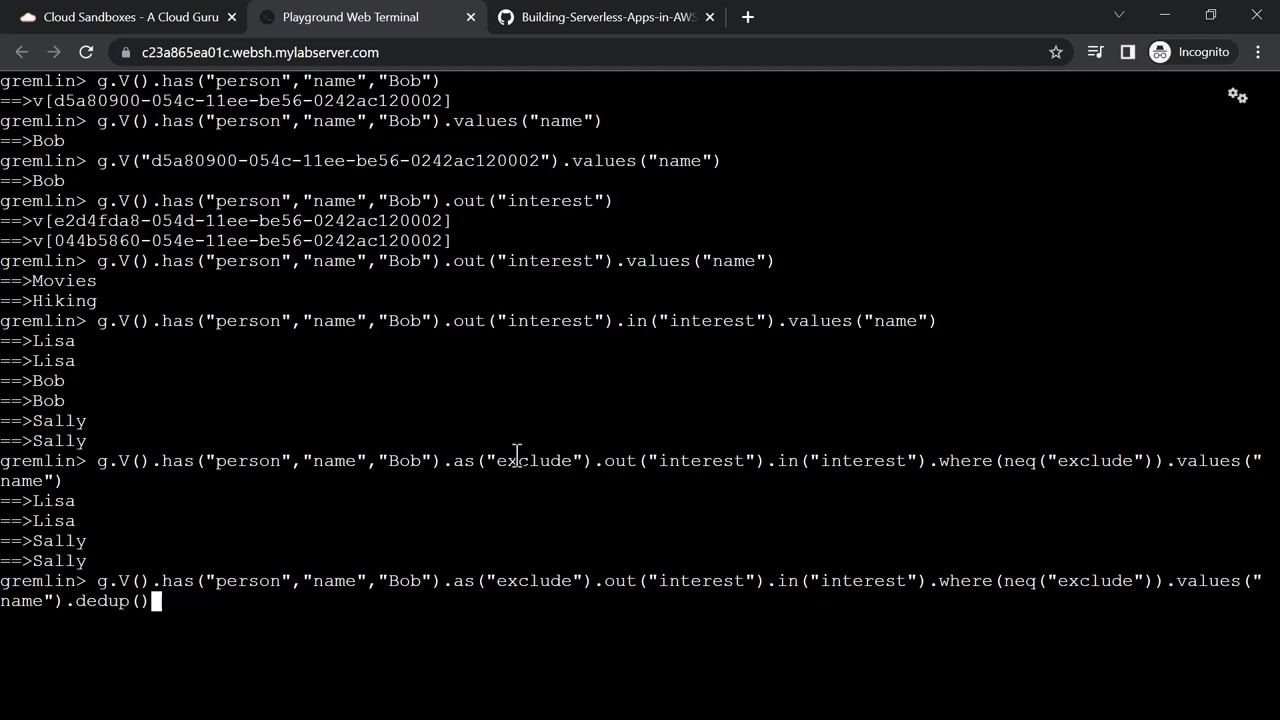 Cloud Sandboxes - A Cloud Guru
Playground Web Terminal
Building-Serverless-Apps-in-AWS
c23a865ea01c.websh.mylabserver.com
Incognito
gremlin> g.V().has("person","name","Bob")
==>v[d5a80900-054c-11ee-be56-0242ac120002]
gremlin> g.V().has("person","name","Bob").values("name")
==>Bob
gremlin> g.V("d5a80900-054c-11ee-be56-0242ac120002").values("name")
==>Bob
gremlin> g.V().has("person","name","Bob").out("interest")
==>v[e2d4fda8-054d-11ee-be56-0242ac120002]
==>v[044b5860-054e-11ee-be56-0242ac120002]
gremlin> g.V().has("person","name","Bob").out("interest").values("name")
==>Movies
==>Hiking
gremlin> g.V().has("person","name","Bob").out("interest").in("interest").values("name")
==>Lisa
==>Lisa
==>Bob
==>Bob
==>Sally
==>Sally
gremlin> g.V().has("person","name","Bob").as("exclude").out("interest").in("interest").where(neq("exclude")).values("
name")
==>Lisa
==>Lisa
==>Sally
==>Sally
gremlin> g.V().has("person","name","Bob").as("exclude").out("interest").in("interest").where(neq("exclude")).values("
name").dedup()